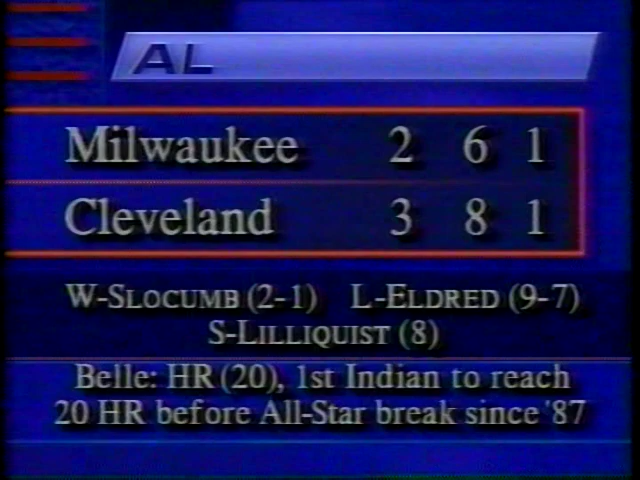 AL
Milwaukee 2 6 1
Cleveland 3 8 1
W-SLOCUMB (2-1) L-ELDRED (9-7)
S-LILLIQUIST (8)
Belle: HR (20), 1st Indian to reach
20 HR before All-Star break since '87